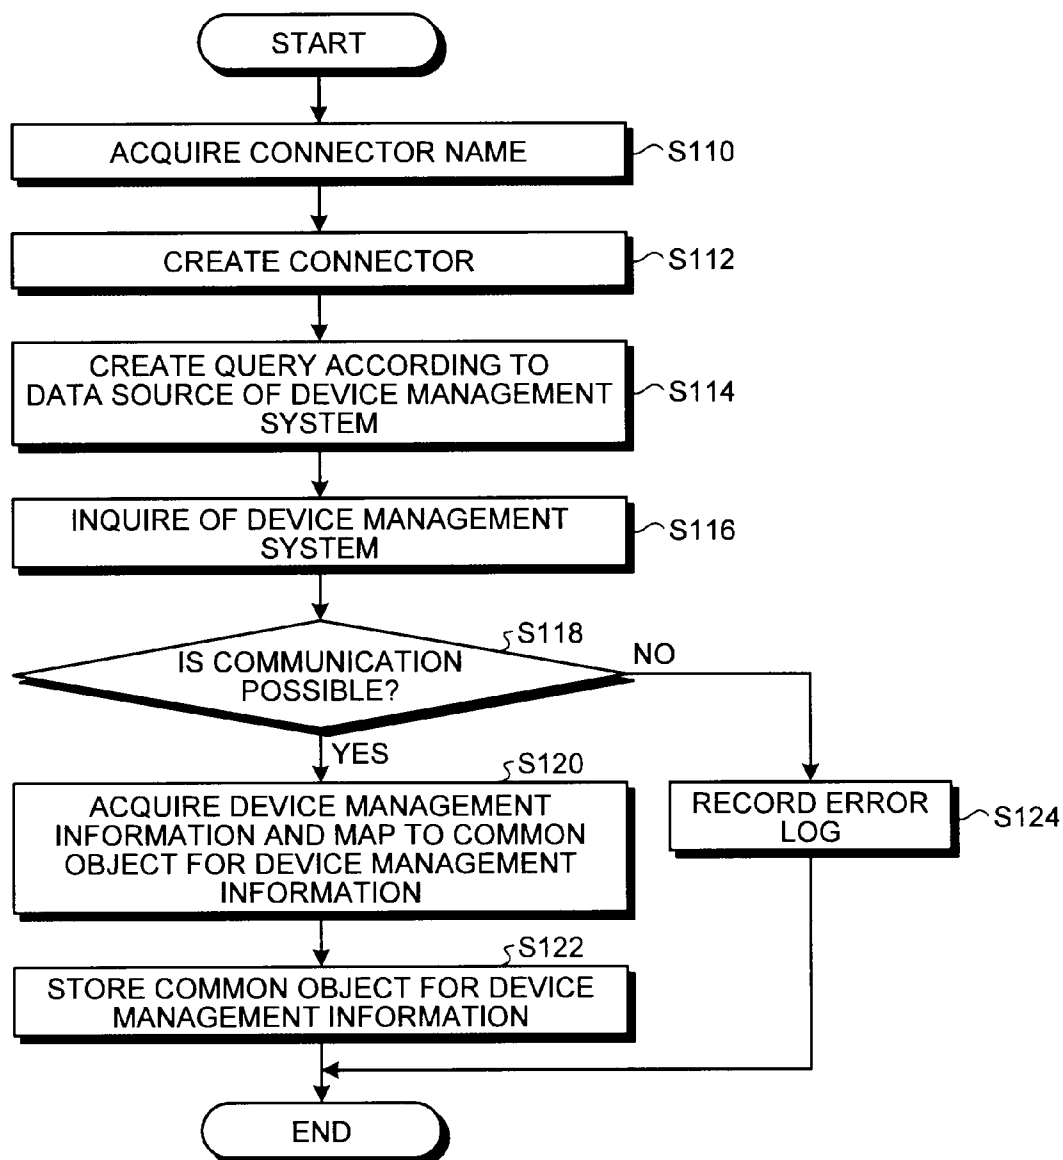 START
ACQUIRE CONNECTOR NAME
S110
CREATE CONNECTOR
S112
CREATE QUERY ACCORDING TO
DATA SOURCE OF DEVICE MANAGEMENT
SYSTEM
S114
INQUIRE OF DEVICE MANAGEMENT
SYSTEM
S116
S118
IS COMMUNICATION
POSSIBLE?
NO
YES
S120
ACQUIRE DEVICE MANAGEMENT
INFORMATION AND MAP TO COMMON
OBJECT FOR DEVICE MANAGEMENT
INFORMATION
RECORD ERROR
LOG
S124
S122
STORE COMMON OBJECT FOR DEVICE
MANAGEMENT INFORMATION
END